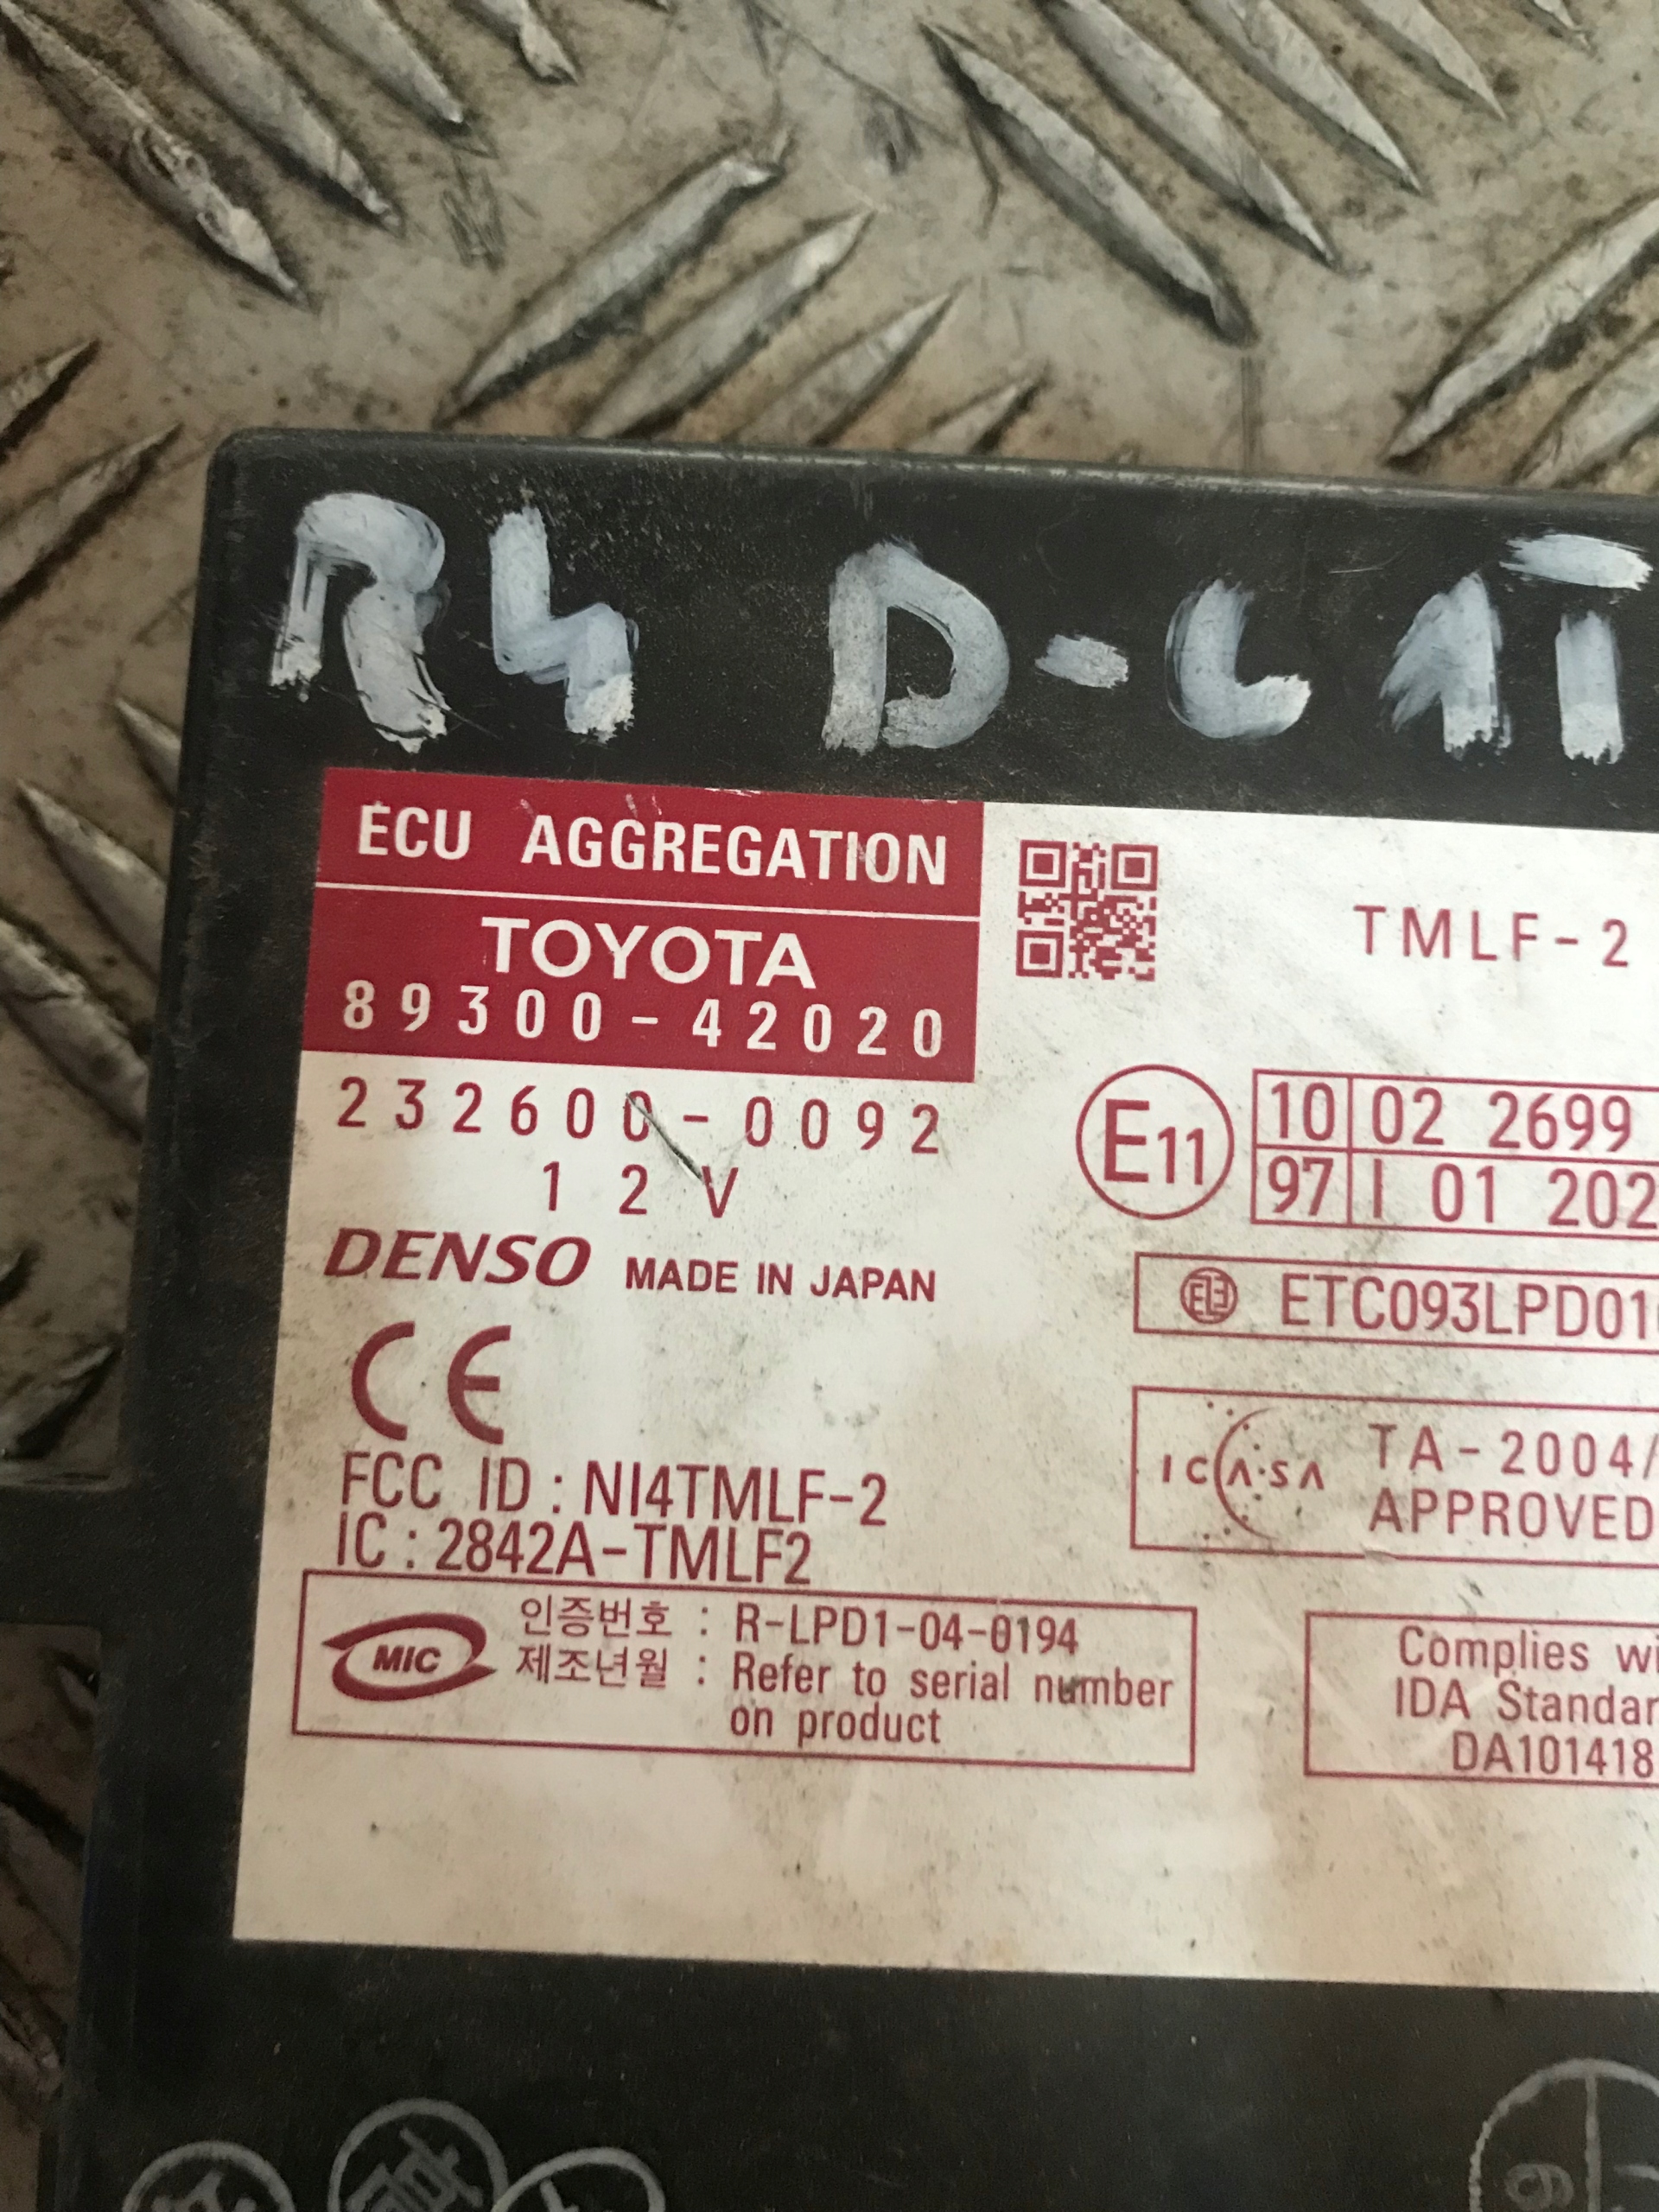 R4 D-CAT
ECU AGGREGATION
TOYOTA
89300-42020
232600-0092
12V
DENSO MADE IN JAPAN
CE
FCC ID : NI4TMLF-2
IC : 2842A-TMLF2
MIC
인증번호 : R-LPD1-04-0194
제조년월 : Refer to serial number
on product
TMLF-2
E11
10 02 2699
97 I 01 202
ETC093LPD01
ICASA
TA-2004/
APPROVED
Complies wi
IDA Standar
DA101418